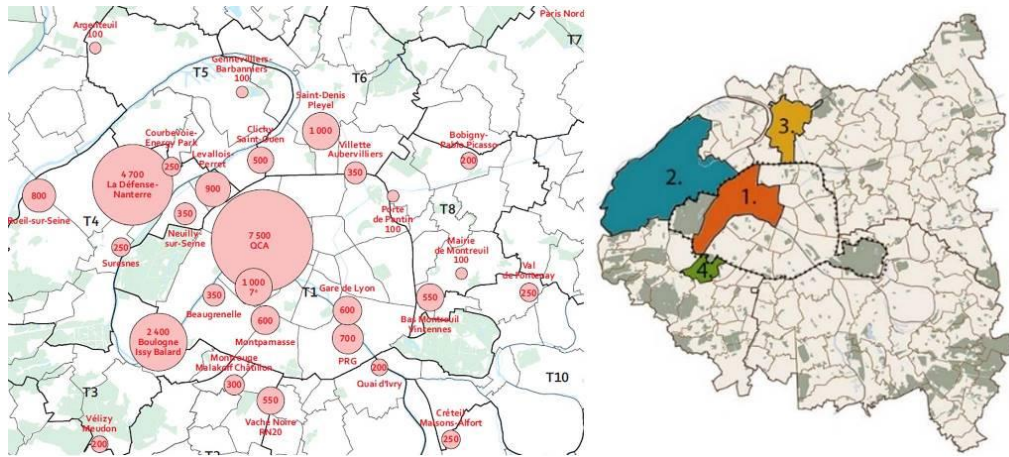 Paris Nord
T7
Argenteuil
100
T5
Gennevilliers-
Barbanniers
100
T6
Saint-Denis
Pleyel
1 000
Courbevoie-
Energy Park
250
Clichy
Saint-Ouen
500
Villette
Aubervilliers
350
Bobigny-
Pablo Picasso
200
Levallois-
Perret
900
4 700
La Défense-
Nanterre
800
Rueil-sur-Seine
T4
350
Neuilly-
sur-Seine
Porte
de Pantin
100
T8
7 500
QCA
250
Suresnes
Mairie
de Montreuil
100
Val
de Fontenay
250
1 000
7e
T1
Gare de Lyon
600
350
Beaugrenelle
550
Bas Montreuil
Vincennes
600
Montparnasse
700
PRG
2 400
Boulogne
Issy Balard
Montrouge
Malakoff Châtillon
300
200
Quai d'Ivry
T10
T3
550
Vache Noire
RN20
Vélizy
Meudon
200
Créteil
Maisons-Alfort
250
T2
1.
2.
3.
4.